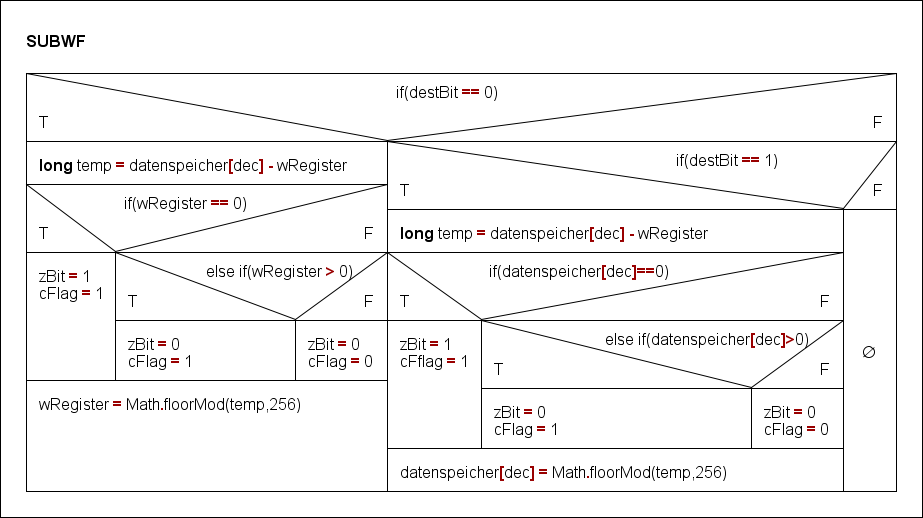 SUBWF
if(destBit == 0)
T
F
long temp = datenspeicher[dec] - wRegister
if(destBit == 1)
T
F
if(wRegister == 0)
T
F
long temp = datenspeicher[dec] - wRegister
zBit = 1
cFlag = 1
else if(wRegister > 0)
T
F
if(datenspeicher[dec]==0)
T
F
zBit = 0
cFlag = 1
zBit = 0
cFlag = 0
zBit = 1
cFflag = 1
else if(datenspeicher[dec]>0)
T
F
∅
wRegister = Math.floorMod(temp,256)
zBit = 0
cFlag = 1
zBit = 0
cFlag = 0
datenspeicher[dec] = Math.floorMod(temp,256)